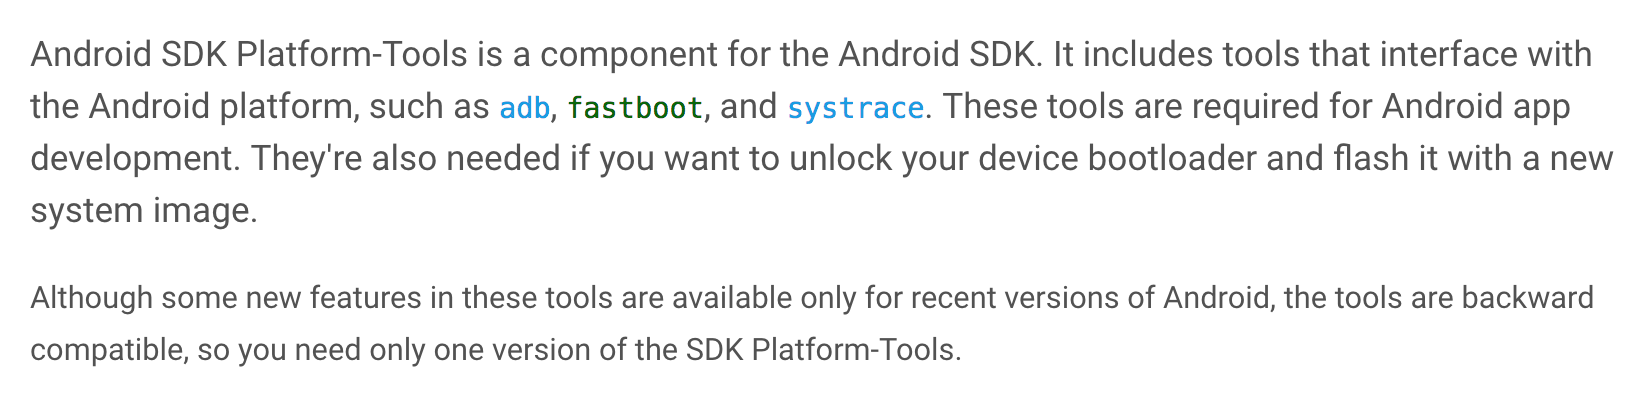 Android SDK Platform-Tools is a component for the Android SDK. It includes tools that interface with
the Android platform, such as adb, fastboot, and systrace. These tools are required for Android app
development. They're also needed if you want to unlock your device bootloader and flash it with a new
system image.
Although some new features in these tools are available only for recent versions of Android, the tools are backward
compatible, so you need only one version of the SDK Platform-Tools.